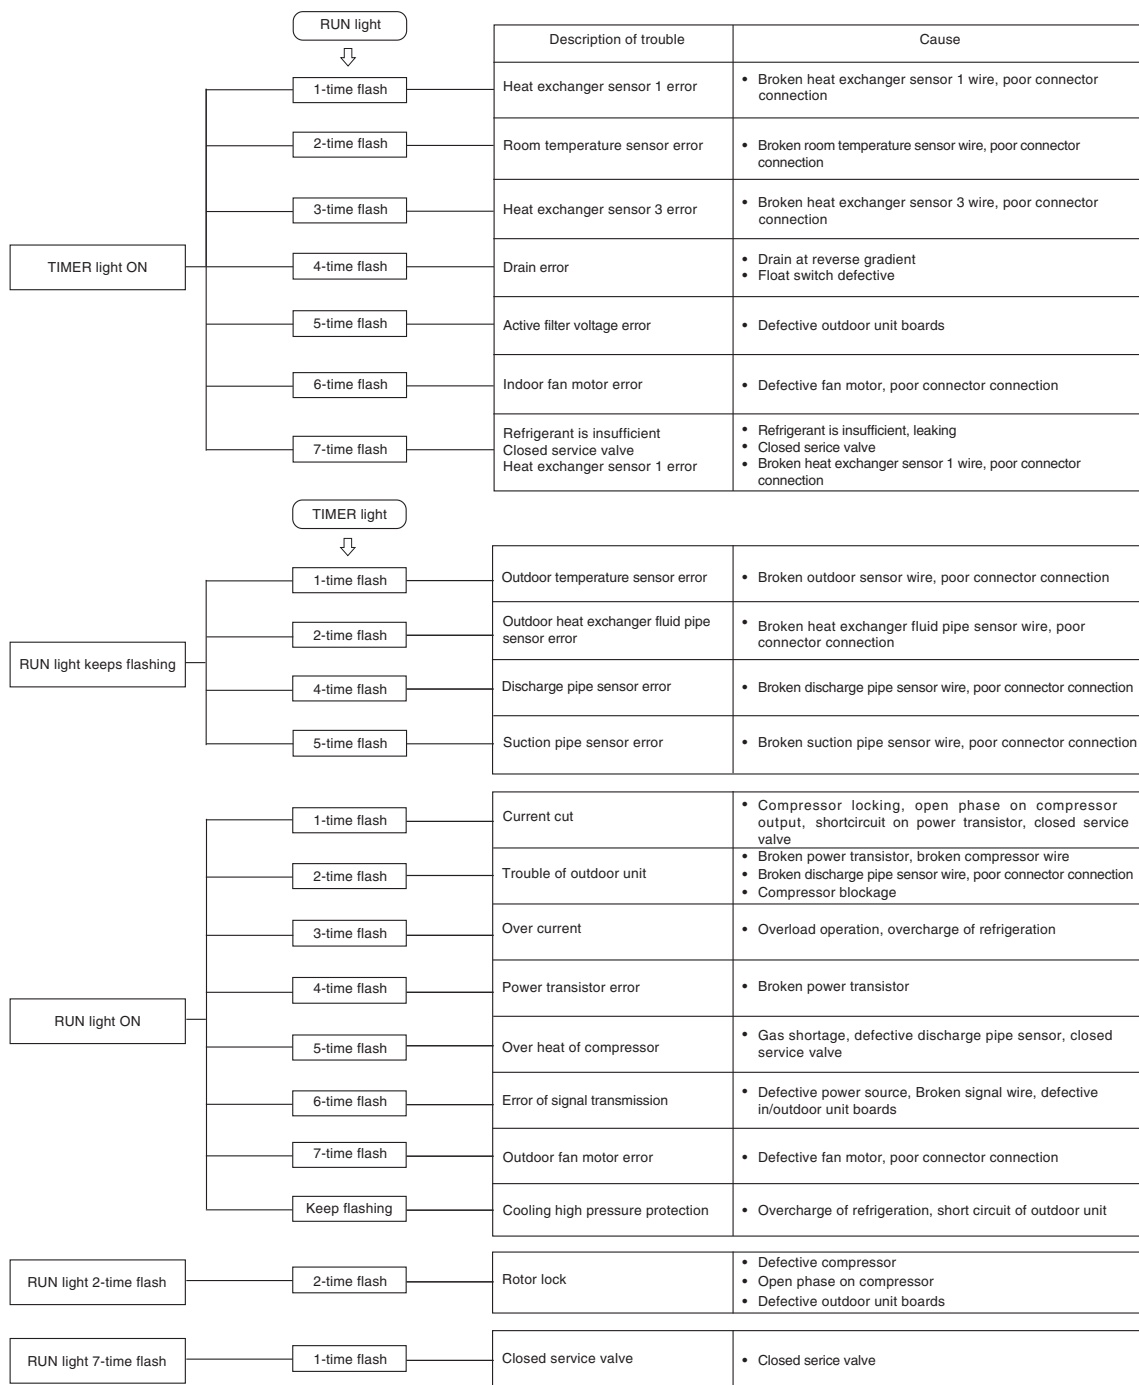 RUN light
Description of trouble
Cause
1-time flash
Heat exchanger sensor 1 error
• Broken heat exchanger sensor 1 wire, poor connector
connection
2-time flash
Room temperature sensor error
• Broken room temperature sensor wire, poor connector
connection
3-time flash
Heat exchanger sensor 3 error
• Broken heat exchanger sensor 3 wire, poor connector
connection
TIMER light ON
4-time flash
Drain error
• Drain at reverse gradient
• Float switch defective
5-time flash
Active filter voltage error
• Defective outdoor unit boards
6-time flash
Indoor fan motor error
• Defective fan motor, poor connector connection
7-time flash
Refrigerant is insufficient
Closed service valve
Heat exchanger sensor 1 error
• Refrigerant is insufficient, leaking
• Closed serice valve
• Broken heat exchanger sensor 1 wire, poor connector
connection
TIMER light
1-time flash
Outdoor temperature sensor error
• Broken outdoor sensor wire, poor connector connection
2-time flash
Outdoor heat exchanger fluid pipe
sensor error
• Broken heat exchanger fluid pipe sensor wire, poor
connector connection
RUN light keeps flashing
4-time flash
Discharge pipe sensor error
• Broken discharge pipe sensor wire, poor connector connection
5-time flash
Suction pipe sensor error
• Broken suction pipe sensor wire, poor connector connection
1-time flash
Current cut
• Compressor locking, open phase on compressor
output, shortcircuit on power transistor, closed service
valve
2-time flash
Trouble of outdoor unit
• Broken power transistor, broken compressor wire
• Broken discharge pipe sensor wire, poor connector connection
• Compressor blockage
3-time flash
Over current
• Overload operation, overcharge of refrigeration
4-time flash
Power transistor error
• Broken power transistor
RUN light ON
5-time flash
Over heat of compressor
• Gas shortage, defective discharge pipe sensor, closed
service valve
6-time flash
Error of signal transmission
• Defective power source, Broken signal wire, defective
in/outdoor unit boards
7-time flash
Outdoor fan motor error
• Defective fan motor, poor connector connection
Keep flashing
Cooling high pressure protection
• Overcharge of refrigeration, short circuit of outdoor unit
RUN light 2-time flash
2-time flash
Rotor lock
• Defective compressor
• Open phase on compressor
• Defective outdoor unit boards
RUN light 7-time flash
1-time flash
Closed service valve
• Closed serice valve